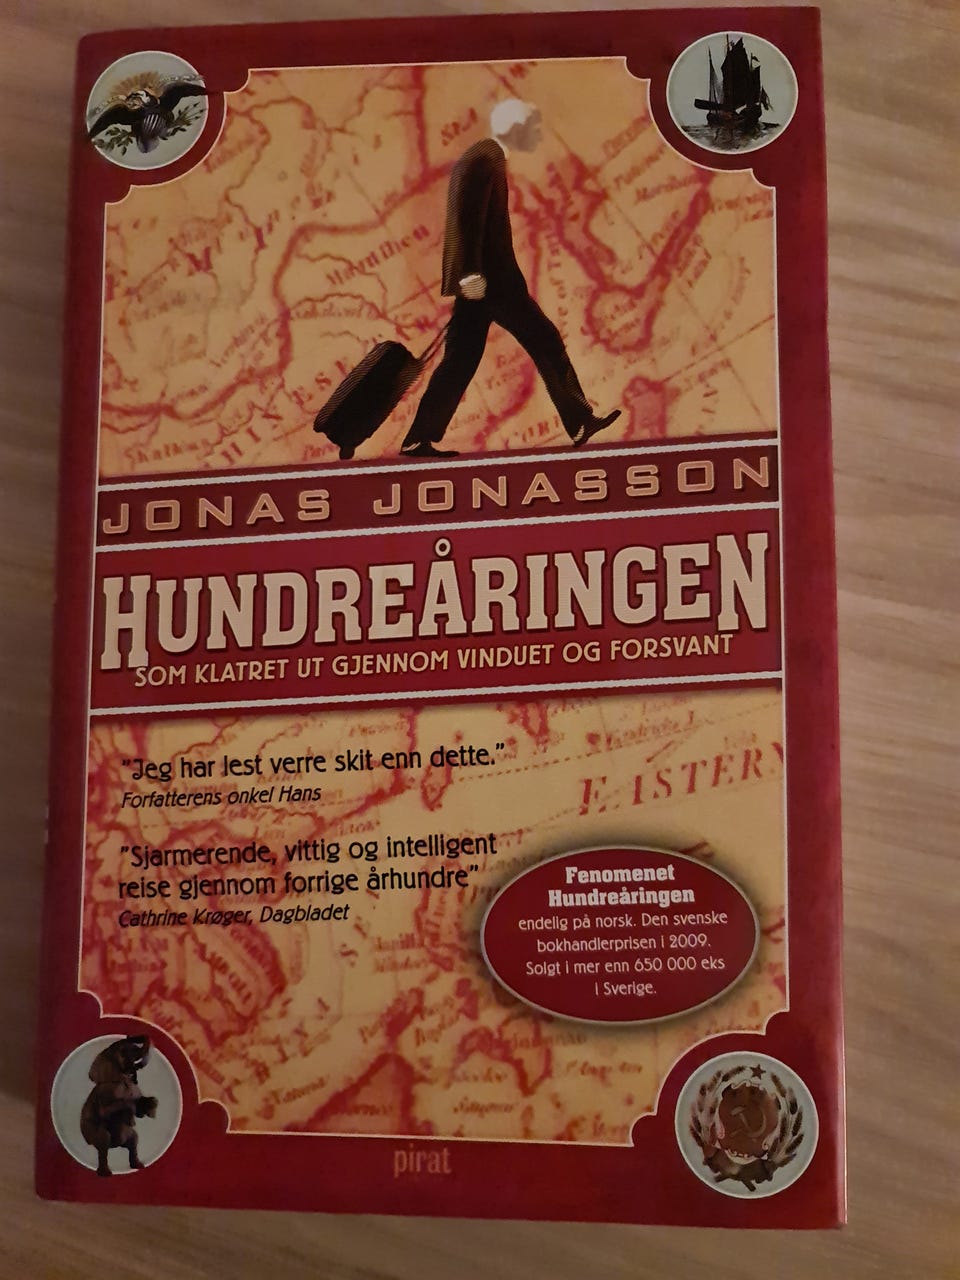 JONAS JONASSON
HUNDREÅRINGEN
SOM KLATRET UT GJENNOM VINDUET OG FORSVANT
"Jeg har lest verre skit enn dette."
Forfatterens onkel Hans
"Sjarmerende, vittig og intelligent
reise gjennom forrige århundre"
Cathrine Krøger, Dagbladet
EASTERN
Fenomenet
Hundreåringen
endelig på norsk. Den svenske
bokhandlerprisen i 2009.
Solgt i mer enn 650 000 eks
i Sverige.
pirat